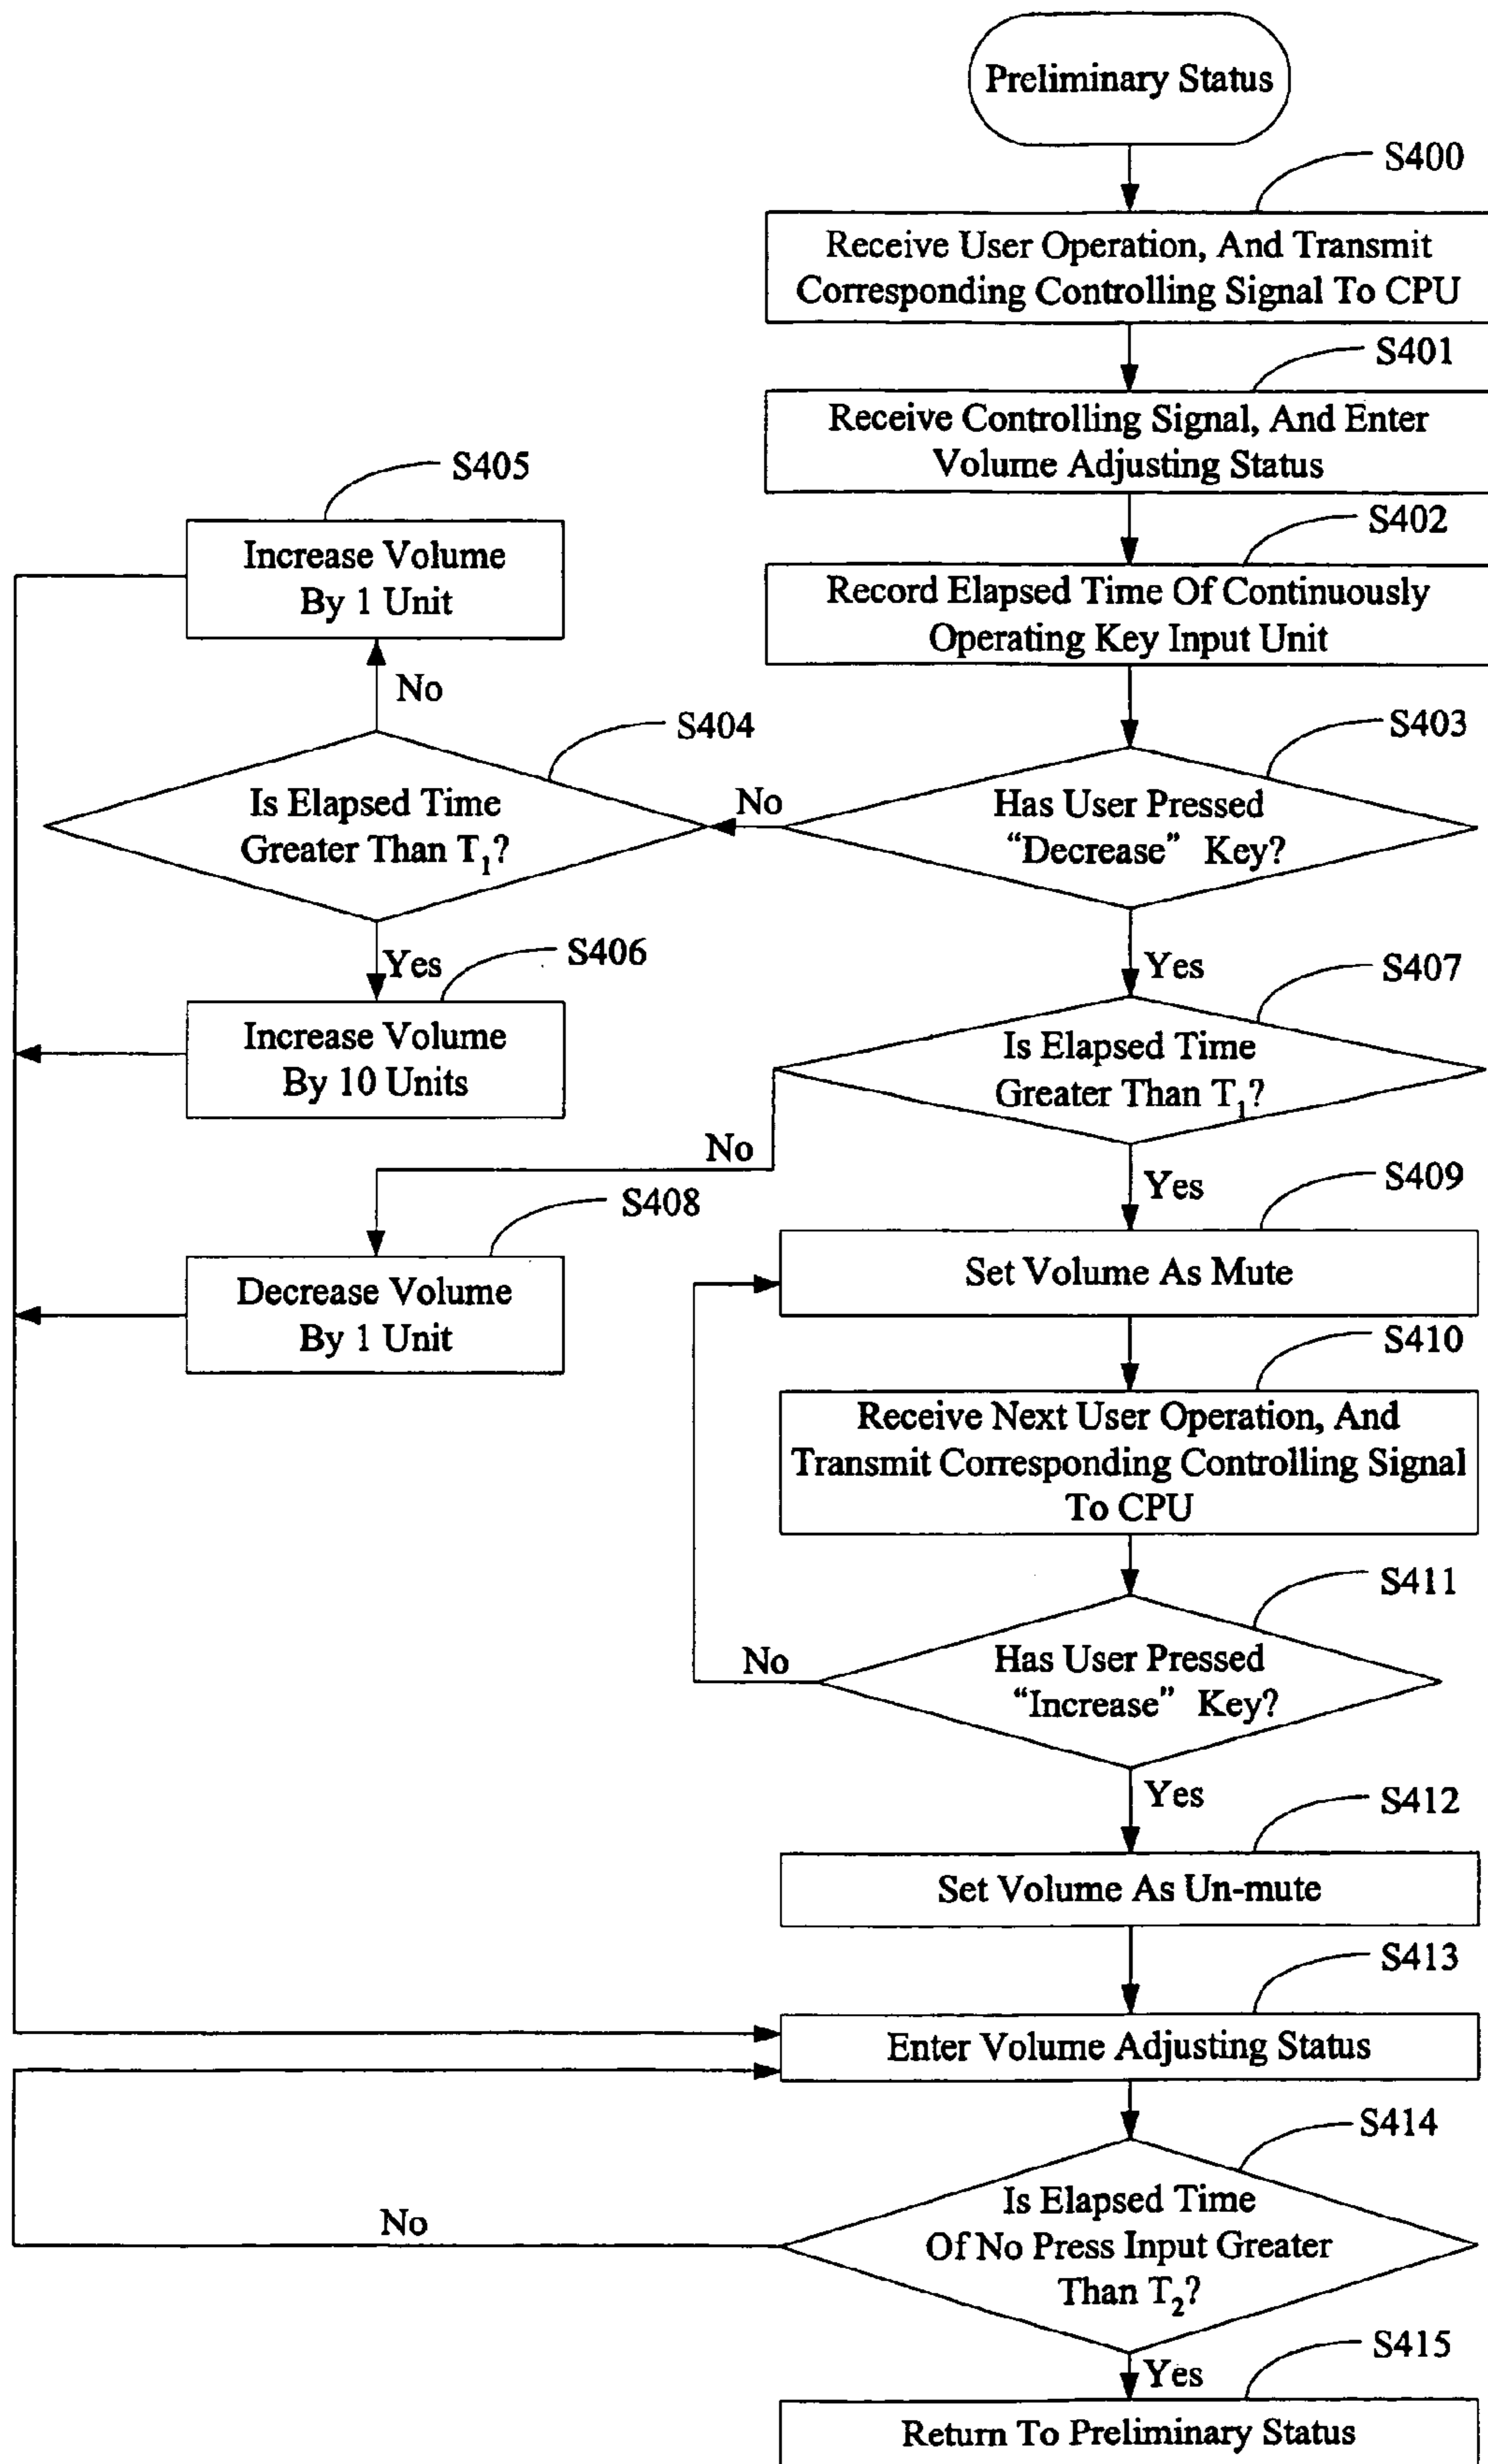 Preliminary Status
S400
Receive User Operation, And Transmit
Corresponding Controlling Signal To CPU
S401
Receive Controlling Signal, And Enter
Volume Adjusting Status
S402
Record Elapsed Time Of Continuously
Operating Key Input Unit
S403
Has User Pressed
“Decrease” Key?
No
S404
Is Elapsed Time
Greater Than T1?
No
S405
Increase Volume
By 1 Unit
Yes
S406
Increase Volume
By 10 Units
Yes
S407
Is Elapsed Time
Greater Than T1?
No
S408
Decrease Volume
By 1 Unit
Yes
S409
Set Volume As Mute
S410
Receive Next User Operation, And
Transmit Corresponding Controlling Signal
To CPU
S411
Has User Pressed
“Increase” Key?
No
Yes
S412
Set Volume As Un-mute
S413
Enter Volume Adjusting Status
S414
Is Elapsed Time
Of No Press Input Greater
Than T2?
No
Yes
S415
Return To Preliminary Status